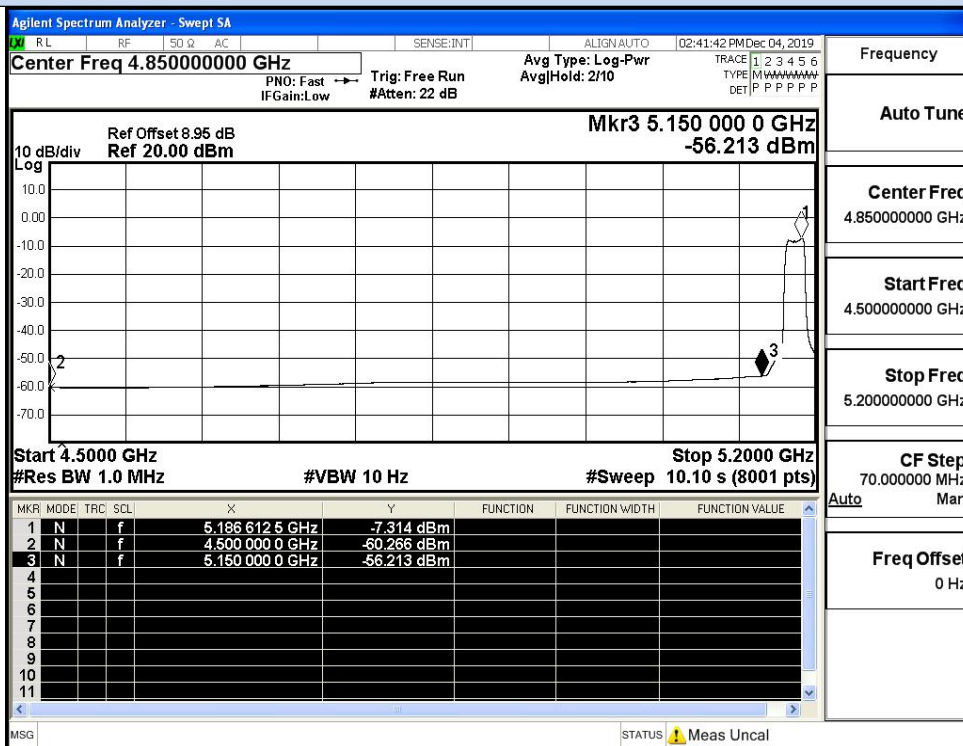 Agilent Spectrum Analyzer - Swept SA
LXI RL RF 50 Ω AC SENSE:INT ALIGN AUTO 02:41:42 PM Dec 04, 2019
Center Freq 4.850000000 GHz
PNO: Fast
IFGain:Low
Trig: Free Run
#Atten: 22 dB
Avg Type: Log-Pwr
Avg|Hold: 2/10
TRACE 1 2 3 4 5 6
TYPE M
DET P P P P P P
Frequency
Auto Tune
Center Freq
4.850000000 GHz
Start Freq
4.500000000 GHz
Stop Freq
5.200000000 GHz
CF Step
70.000000 MHz
Auto Man
Freq Offset
0 Hz
Mkr3 5.150 000 0 GHz
-56.213 dBm
Ref Offset 8.95 dB
10 dB/div Ref 20.00 dBm
Log
10.0
0.00
-10.0
-20.0
-30.0
-40.0
-50.0
-60.0
-70.0
1
2
3
Start 4.5000 GHz Stop 5.2000 GHz
#Res BW 1.0 MHz #VBW 10 Hz #Sweep 10.10 s (8001 pts)
MKR MODE TRC SCL X Y FUNCTION FUNCTION WIDTH FUNCTION VALUE
1 N f 5.186 612 5 GHz -7.314 dBm
2 N f 4.500 000 0 GHz -60.266 dBm
3 N f 5.150 000 0 GHz -56.213 dBm
4
5
6
7
8
9
10
11
MSG STATUS Meas Uncal